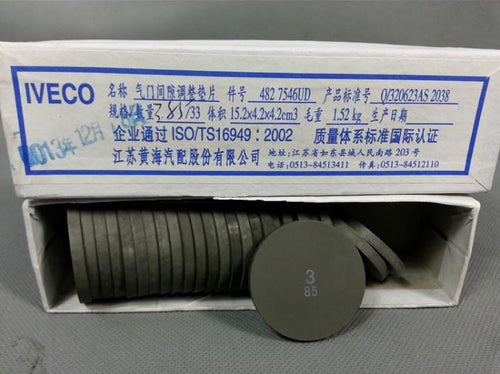 IVECO 名称 气门间隙调整垫片 件号 482 7546UD 产品标准号 Q/320623AS 2038
规格/数量 3.85/33 体积 15.2x4.2x4.2cm3 毛重 1.52 kg 生产日期
2013年12月
企业通过 ISO/TS16949：2002 质量体系标准国际认证
江苏黄海汽配股份有限公司 地址：江苏省如东县城人民南路 203 号
电话：0513-84513411 传真：0513-84512110
3
85